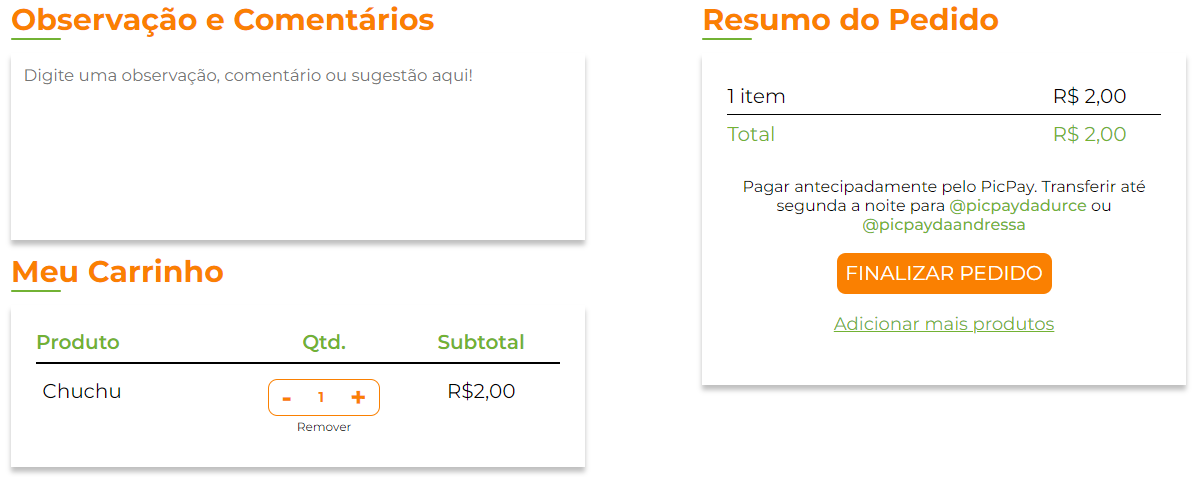 Observação e Comentários
Digite uma observação, comentário ou sugestão aqui!
Meu Carrinho
Produto Qtd. Subtotal
Chuchu - 1 + R$2,00
Remover
Resumo do Pedido
1 item R$ 2,00
Total R$ 2,00
Pagar antecipadamente pelo PicPay. Transferir até
segunda a noite para @picpaydadurce ou
@picpaydaandressa
FINALIZAR PEDIDO
Adicionar mais produtos